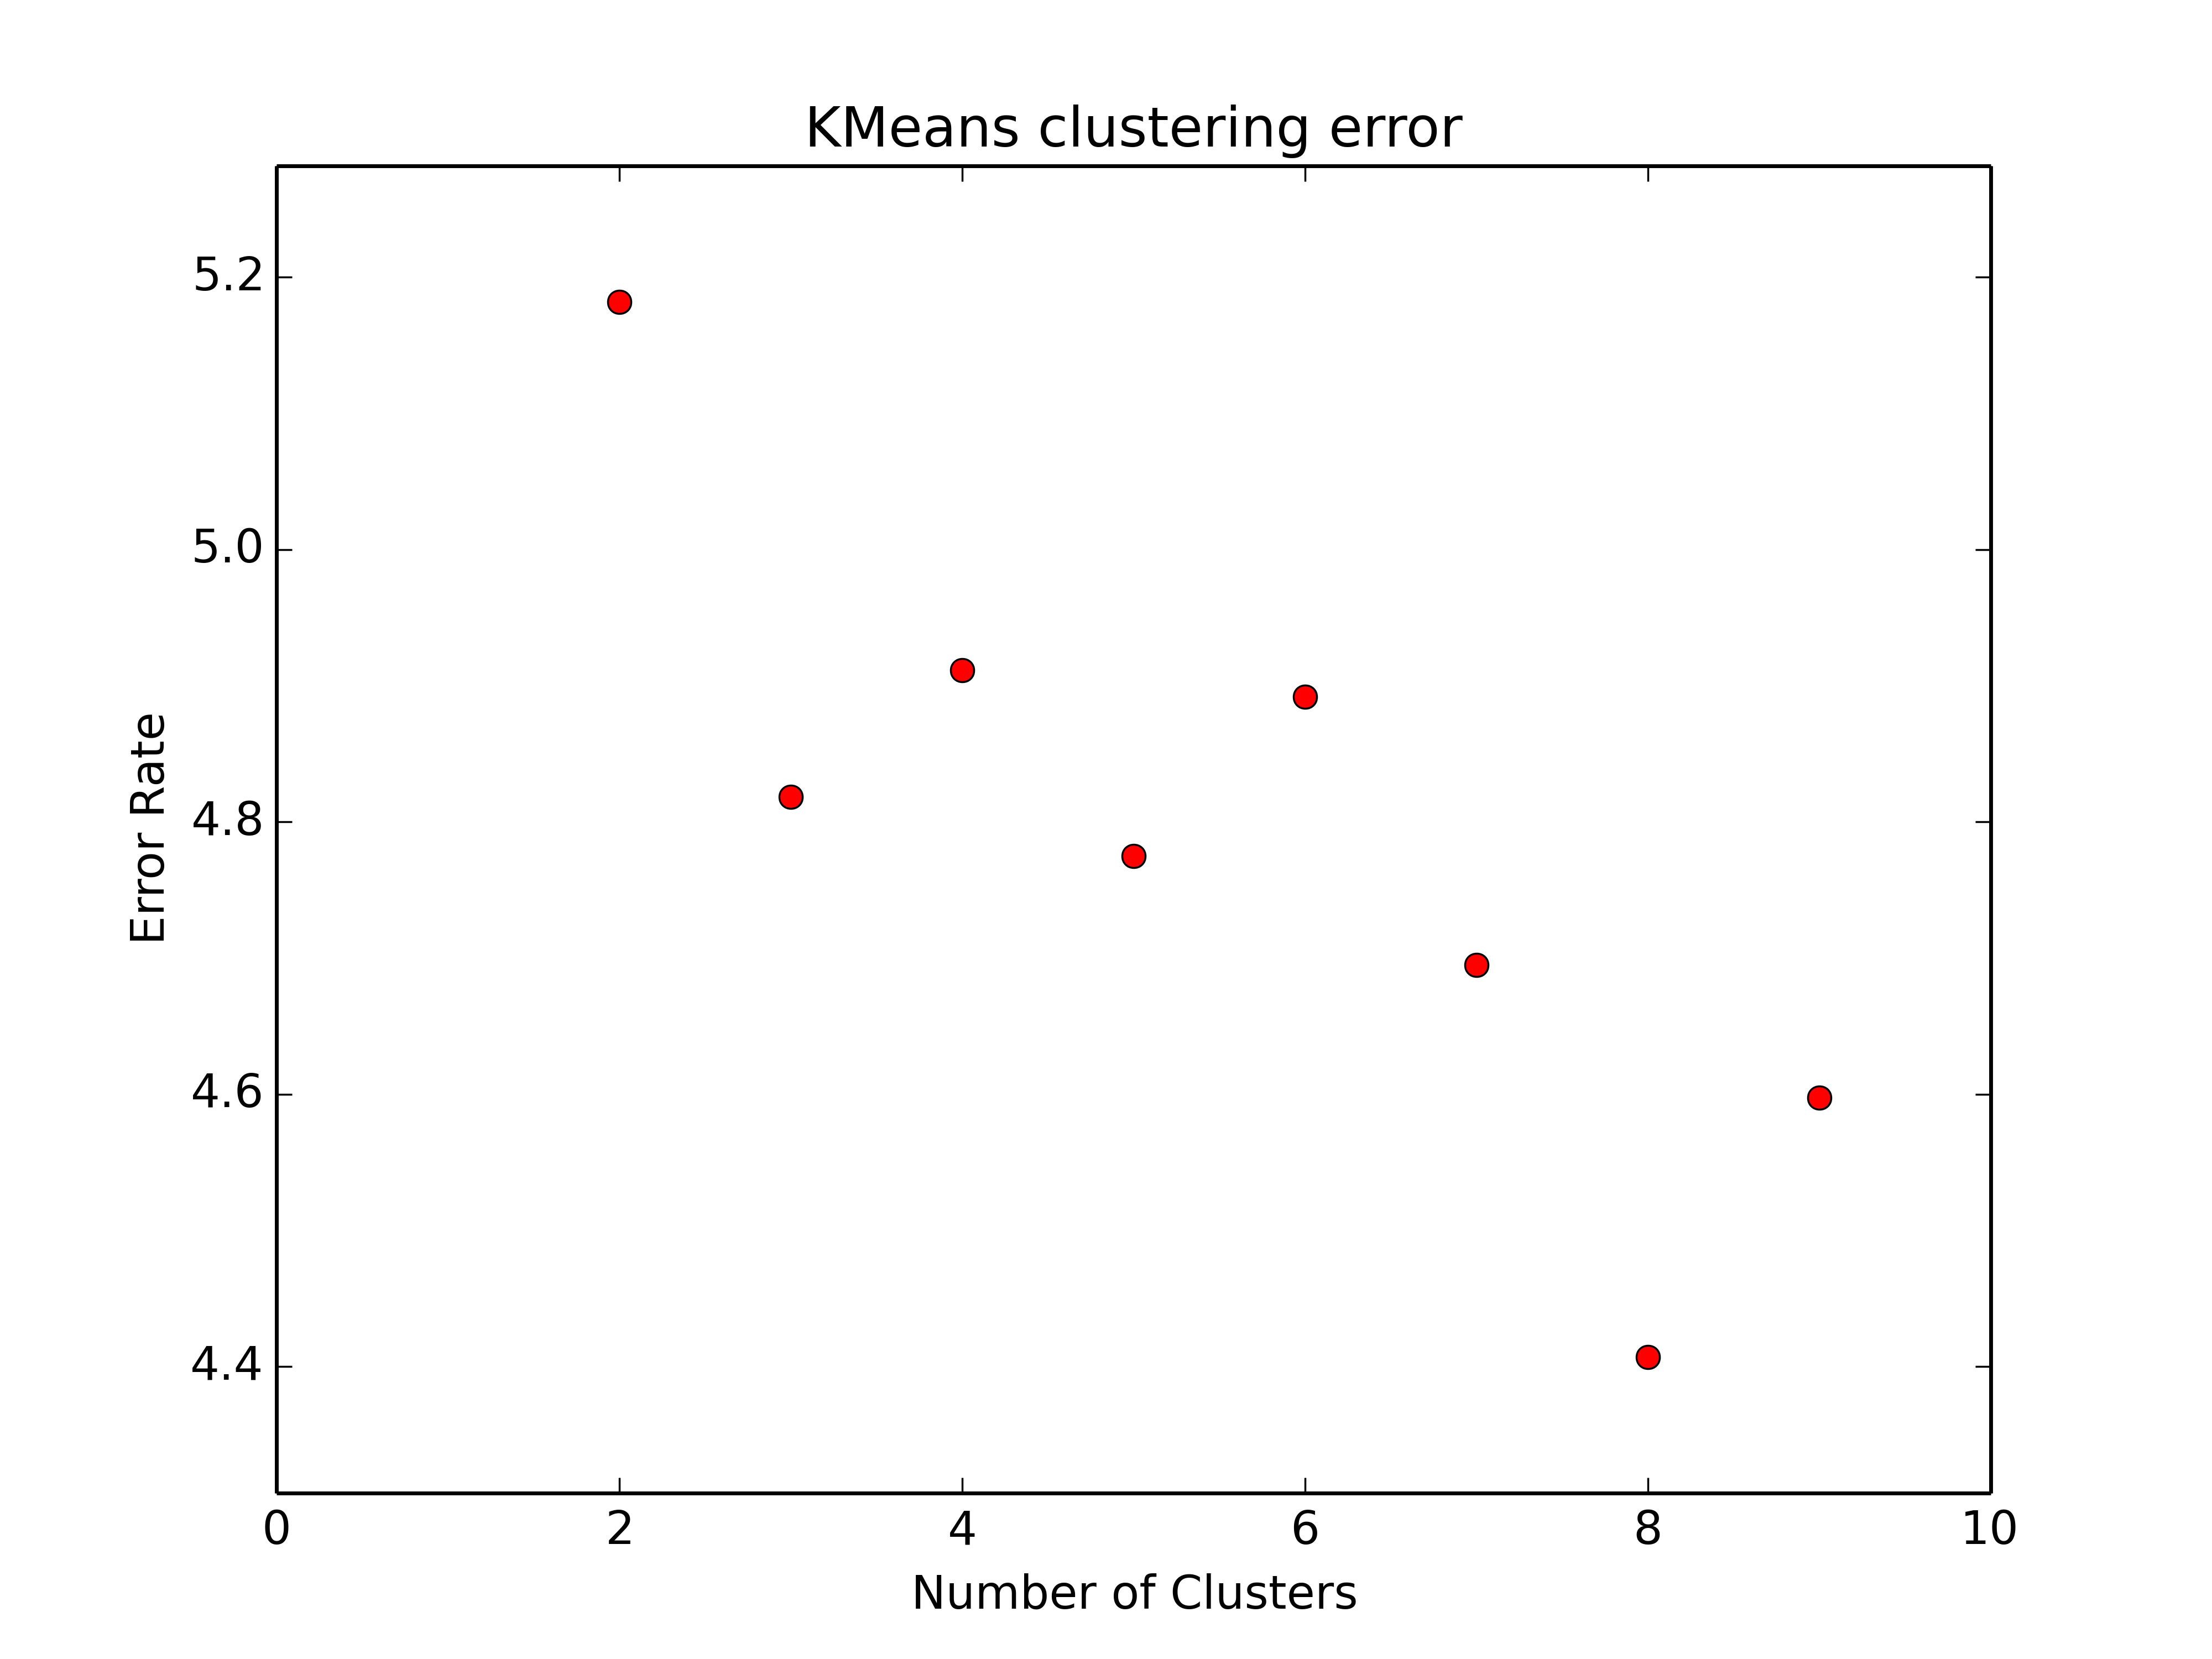 KMeans clustering error
5.2
5.0
4.8
4.6
4.4
Error Rate
0 2 4 6 8 10
Number of Clusters